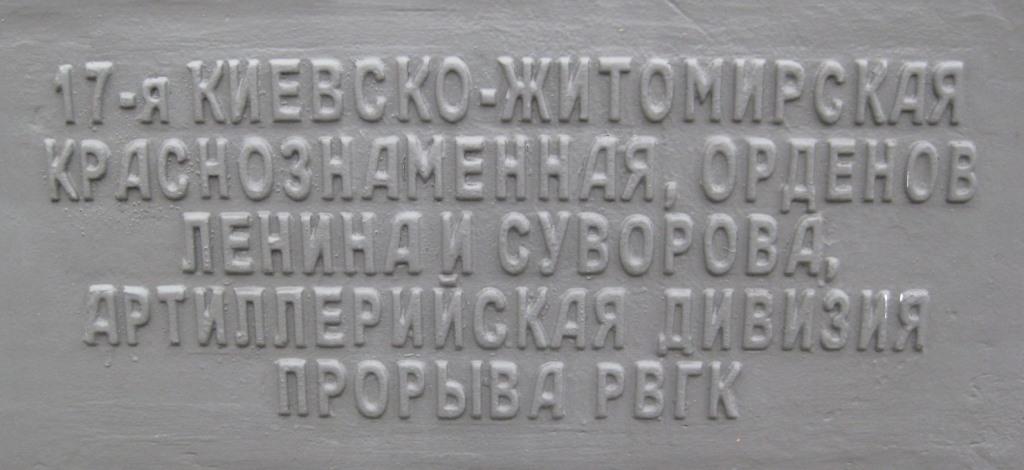 17-я КИЕВСКО-ЖИТОМИРСКАЯ
КРАСНОЗНАМЕННАЯ, ОРДЕНОВ
ЛЕНИНА И СУВОРОВА,
АРТИЛЛЕРИЙСКАЯ ДИВИЗИЯ
ПРОРЫВА РВГК